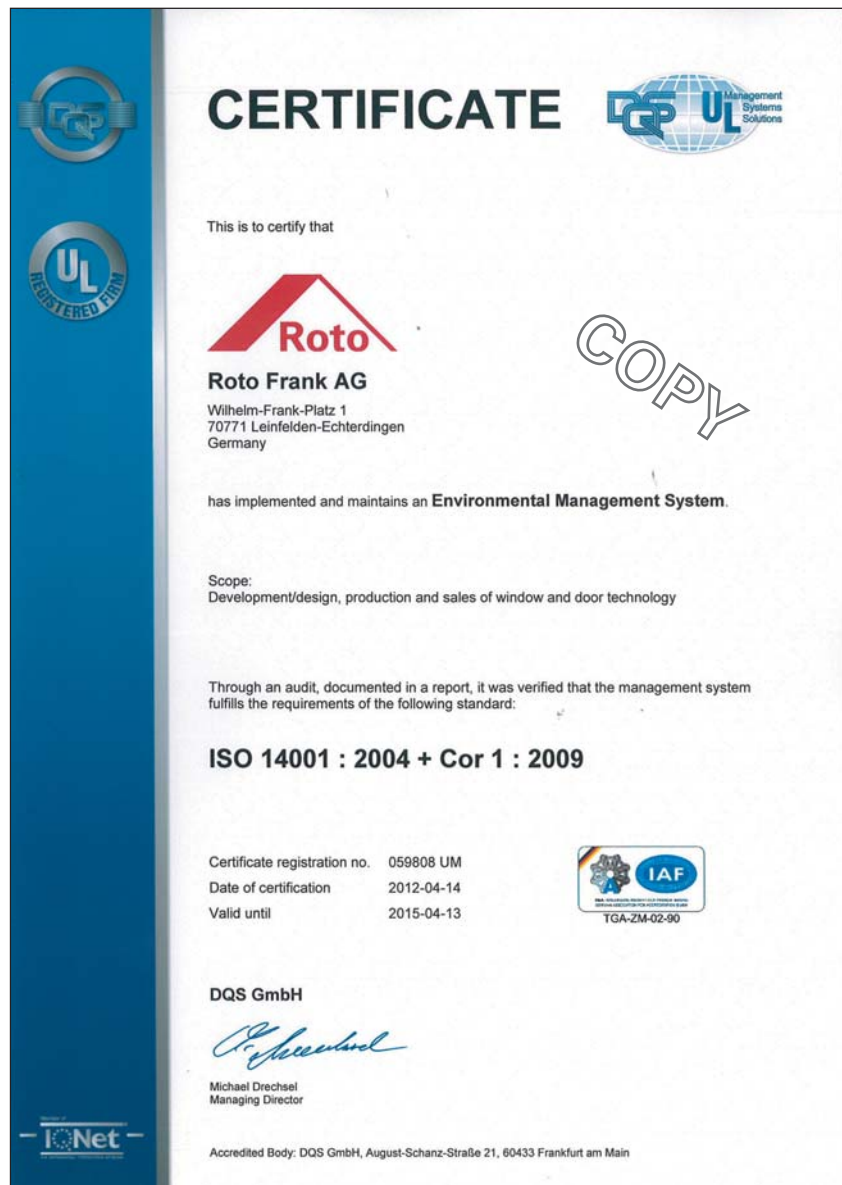 CERTIFICATE
DQS
UL
Management
Systems
Solutions
DQS
UL
REGISTERED FIRM
This is to certify that
Roto
COPY
Roto Frank AG
Wilhelm-Frank-Platz 1
70771 Leinfelden-Echterdingen
Germany
has implemented and maintains an Environmental Management System.
Scope:
Development/design, production and sales of window and door technology
Through an audit, documented in a report, it was verified that the management system
fulfills the requirements of the following standard:
ISO 14001 : 2004 + Cor 1 : 2009
Certificate registration no. 059808 UM
Date of certification 2012-04-14
Valid until 2015-04-13
IAF
TGA-ZM-02-90
DQS GmbH
Michael Drechsel
Managing Director
IQNet
Accredited Body: DQS GmbH, August-Schanz-Straße 21, 60433 Frankfurt am Main